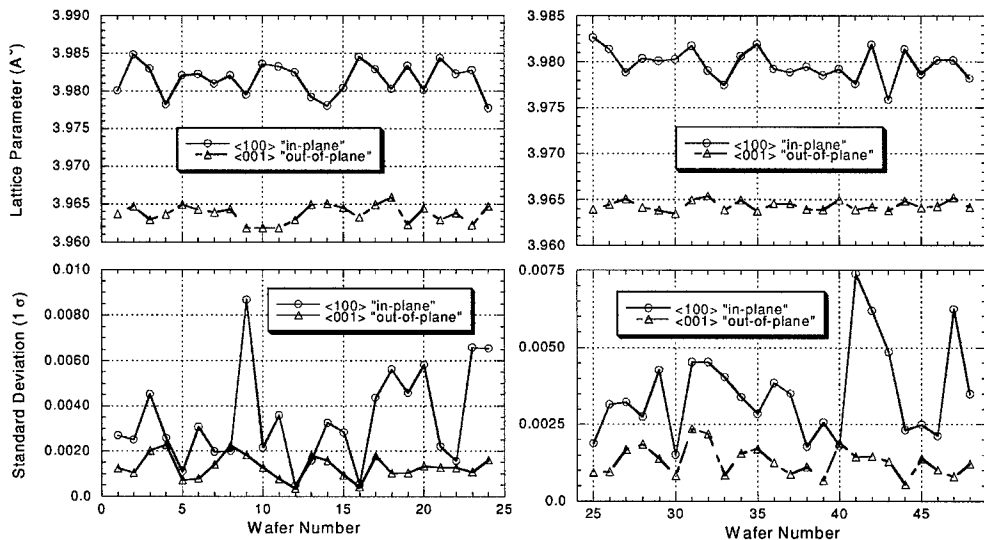 Lattice Parameter (A°)
3.990
3.985
3.980
3.975
3.970
3.965
3.960
<100> "in-plane"
<001> "out-of-plane"
3.985
3.980
3.975
3.970
3.965
3.960
<100> "in-plane"
<001> "out-of-plane"
Standard Deviation (1 σ)
0.010
0.0080
0.0060
0.0040
0.0020
0.0
<100> "in-plane"
<001> "out-of-plane"
0 5 10 15 20 25
Wafer Number
0.0075
0.0050
0.0025
0.0
<100> "in-plane"
<001> "out-of-plane"
25 30 35 40 45
Wafer Number